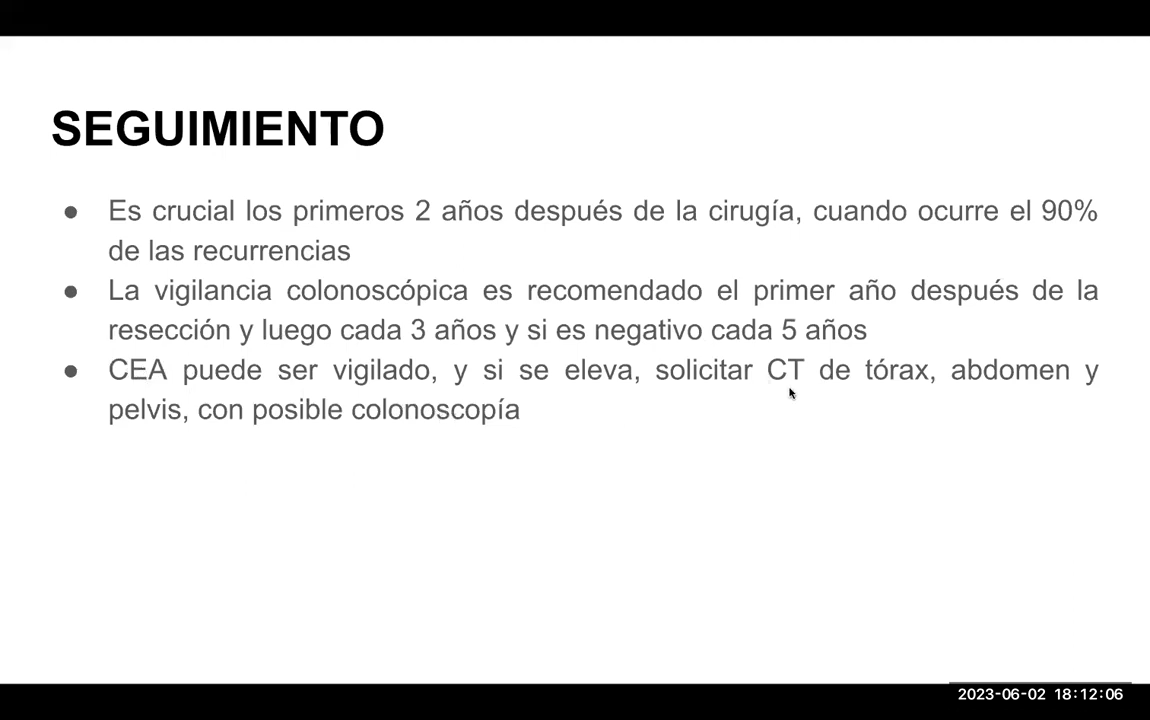 SEGUIMIENTO
● Es crucial los primeros 2 años después de la cirugía, cuando ocurre el 90%
de las recurrencias
● La vigilancia colonoscópica es recomendado el primer año después de la
resección y luego cada 3 años y si es negativo cada 5 años
● CEA puede ser vigilado, y si se eleva, solicitar CT de tórax, abdomen y
pelvis, con posible colonoscopía
2023-06-02 18:12:06